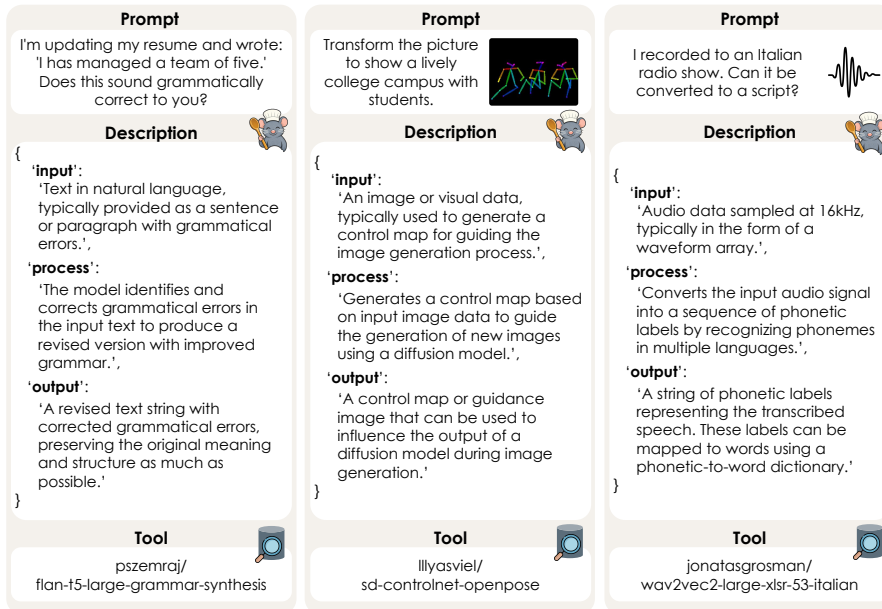 Prompt
I'm updating my resume and wrote:
'I has managed a team of five.'
Does this sound grammatically
correct to you?
Description
{
'input':
'Text in natural language,
typically provided as a sentence
or paragraph with grammatical
errors.',
'process':
'The model identifies and
corrects grammatical errors in
the input text to produce a
revised version with improved
grammar.',
'output':
'A revised text string with
corrected grammatical errors,
preserving the original meaning
and structure as much as
possible.'
}
Tool
pszemraj/
flan-t5-large-grammar-synthesis
Prompt
Transform the picture
to show a lively
college campus with
students.
Description
{
'input':
'An image or visual data,
typically used to generate a
control map for guiding the
image generation process.',
'process':
'Generates a control map based
on input image data to guide
the generation of new images
using a diffusion model.',
'output':
'A control map or guidance
image that can be used to
influence the output of a
diffusion model during image
generation.'
}
Tool
lllyasviel/
sd-controlnet-openpose
Prompt
I recorded to an Italian
radio show. Can it be
converted to a script?
Description
{
'input':
'Audio data sampled at 16kHz,
typically in the form of a
waveform array.',
'process':
'Converts the input audio signal
into a sequence of phonetic
labels by recognizing phonemes
in multiple languages.',
'output':
'A string of phonetic labels
representing the transcribed
speech. These labels can be
mapped to words using a
phonetic-to-word dictionary.'
}
Tool
jonatasgrosman/
wav2vec2-large-xlsr-53-italian